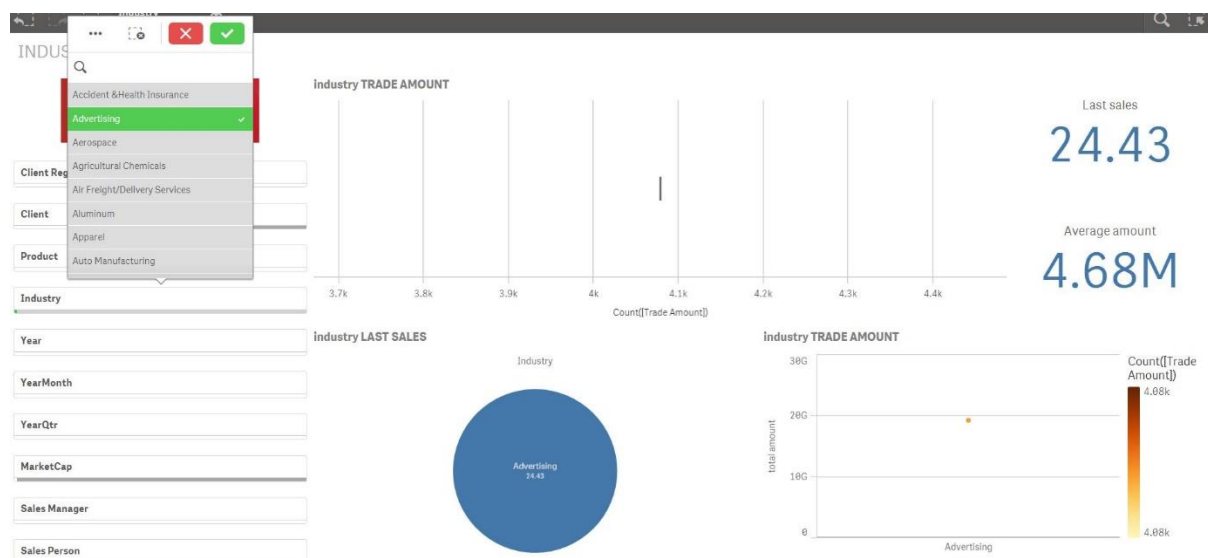 INDUS
Accident &Health Insurance
Advertising
Aerospace
Agricultural Chemicals
Air Freight/Delivery Services
Aluminum
Apparel
Auto Manufacturing
Client Reg
Client
Product
Industry
Year
YearMonth
YearQtr
MarketCap
Sales Manager
Sales Person
industry TRADE AMOUNT
3.7k 3.8k 3.9k 4k 4.1k 4.2k 4.3k 4.4k
Count([Trade Amount])
Last sales
24.43
Average amount
4.68M
industry LAST SALES
Industry
Advertising
24.43
industry TRADE AMOUNT
30G
20G
10G
0
total amount
Advertising
Count([Trade
Amount])
4.08k
4.08k